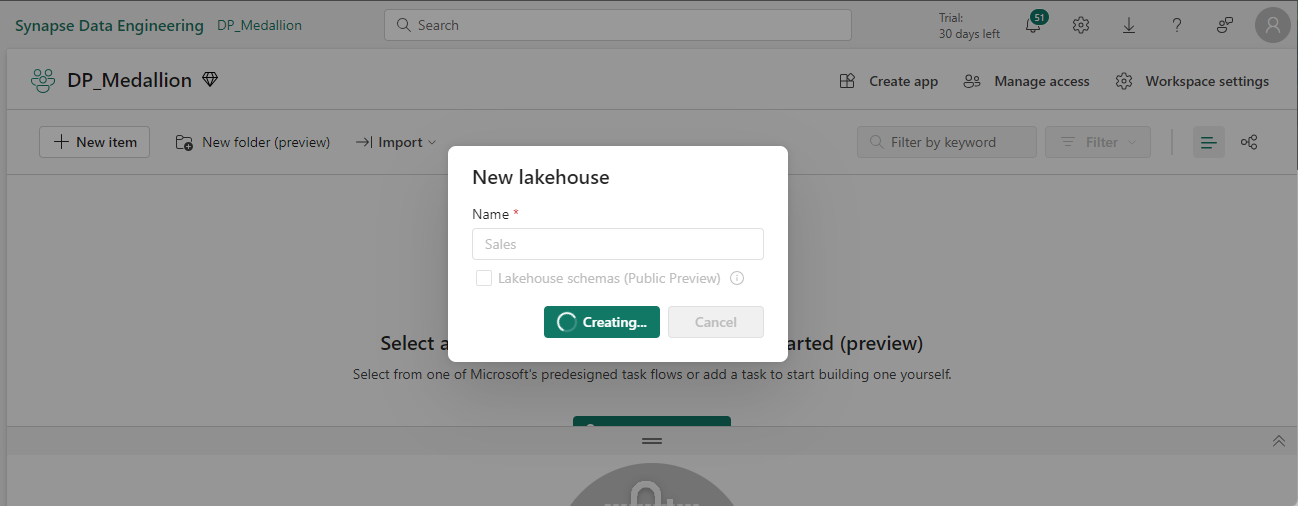 Synapse Data Engineering DP_Medallion Search Trial: 51
30 days left
DP_Medallion Create app Manage access Workspace settings
New item New folder (preview) Import Filter by keyword Filter
New lakehouse
Name *
Sales
Lakehouse schemas (Public Preview)
Creating... Cancel
Select a arted (preview)
Select from one of Microsoft's predesigned task flows or add a task to start building one yourself.